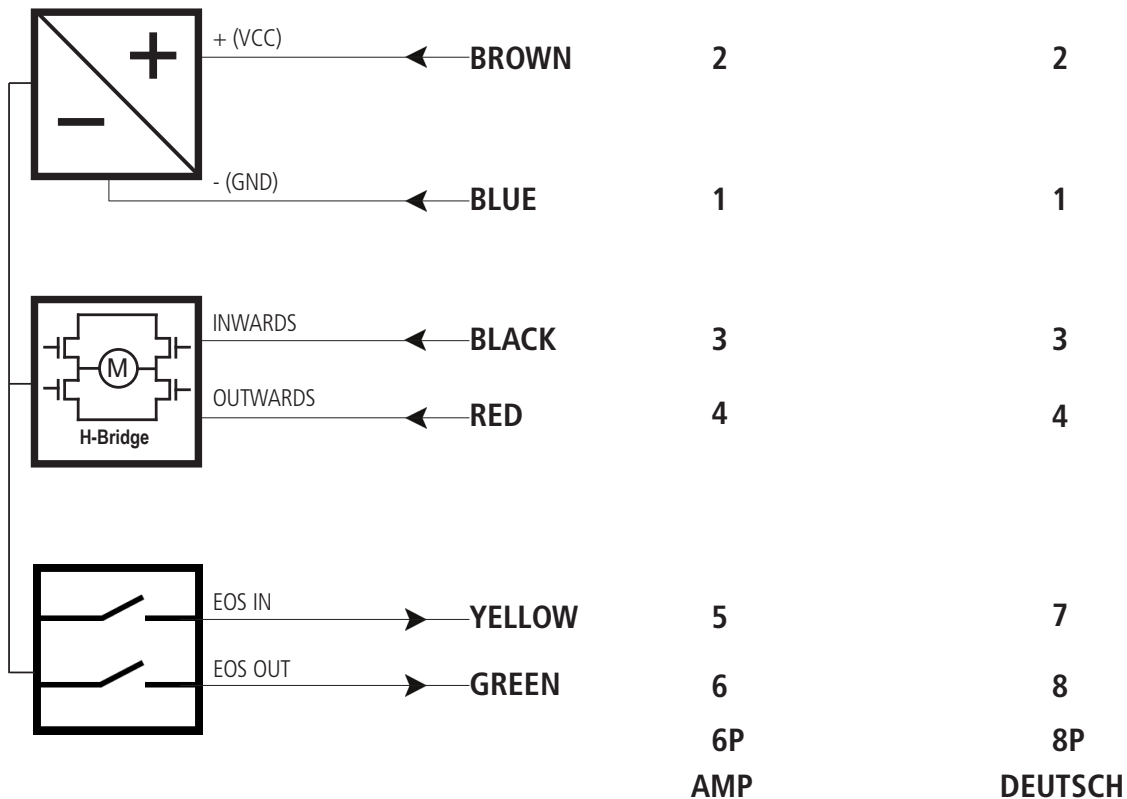 + (VCC) BROWN 2 2
- (GND) BLUE 1 1
INWARDS BLACK 3 3
M
OUTWARDS RED 4 4
H-Bridge
EOS IN YELLOW 5 7
EOS OUT GREEN 6 8
6P 8P
AMP DEUTSCH